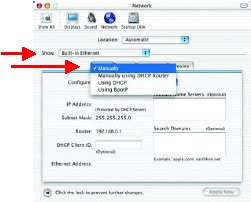 Network
Show All Displays Sound Network Startup Disk
Location: Automatic
Show: Built-in Ethernet
Manually
Manually Using DHCP Router
Using DHCP
Using BootP
Configure
Name Servers (Optional)
IP Address:
(Provided by DHCP Server)
Subnet Mask: 255.255.255.0
Router: 192.168.0.1
Search Domains (Optional)
DHCP Client ID:
(Optional)
Example: apple.com, earthlink.net
Ethernet Address:
Click the lock to prevent further changes.
Apply Now